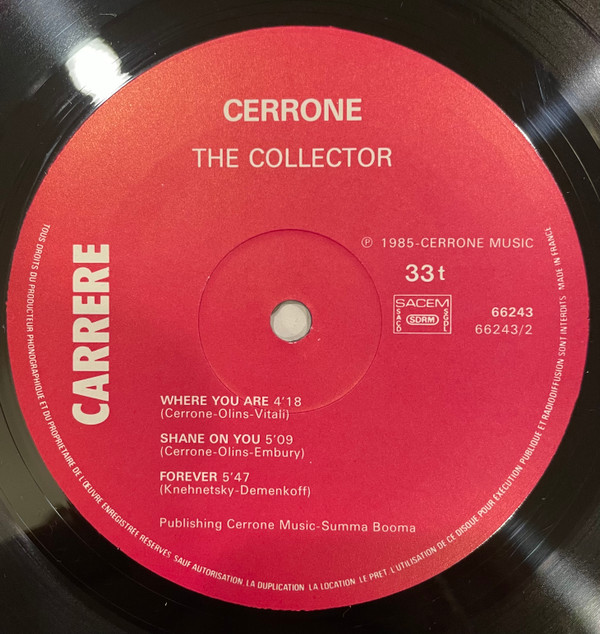 CERRONE
THE COLLECTOR
℗ 1985-CERRONE MUSIC
33t
SACEM
SACD
SDRM
SGDL
66243
66243/2
CARRERE
WHERE YOU ARE 4'18
(Cerrone-Olins-Vitali)
SHANE ON YOU 5'09
(Cerrone-Olins-Embury)
FOREVER 5'47
(Knehnetsky-Demenkoff)
Publishing Cerrone Music-Summa Booma
TOUS DROITS DU PRODUCTEUR PHONOGRAPHIQUE ET DU PROPRIETAIRE DE L'ŒUVRE ENREGISTREE RESERVES SAUF AUTORISATION LA DUPLICATION LA LOCATION LE PRET, L'UTILISATION DE CE DISQUE POUR EXECUTION PUBLIQUE ET RADIODIFFUSION SONT INTERDITS MADE IN FRANCE